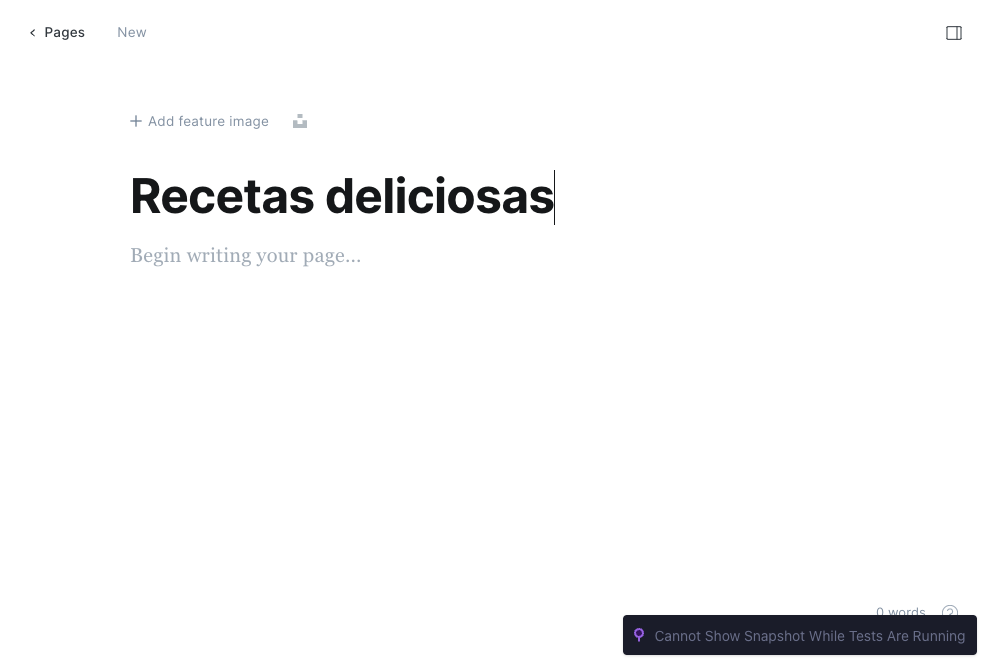 Pages
New
Add feature image
Recetas deliciosas
Begin writing your page...
0 words
Cannot Show Snapshot While Tests Are Running